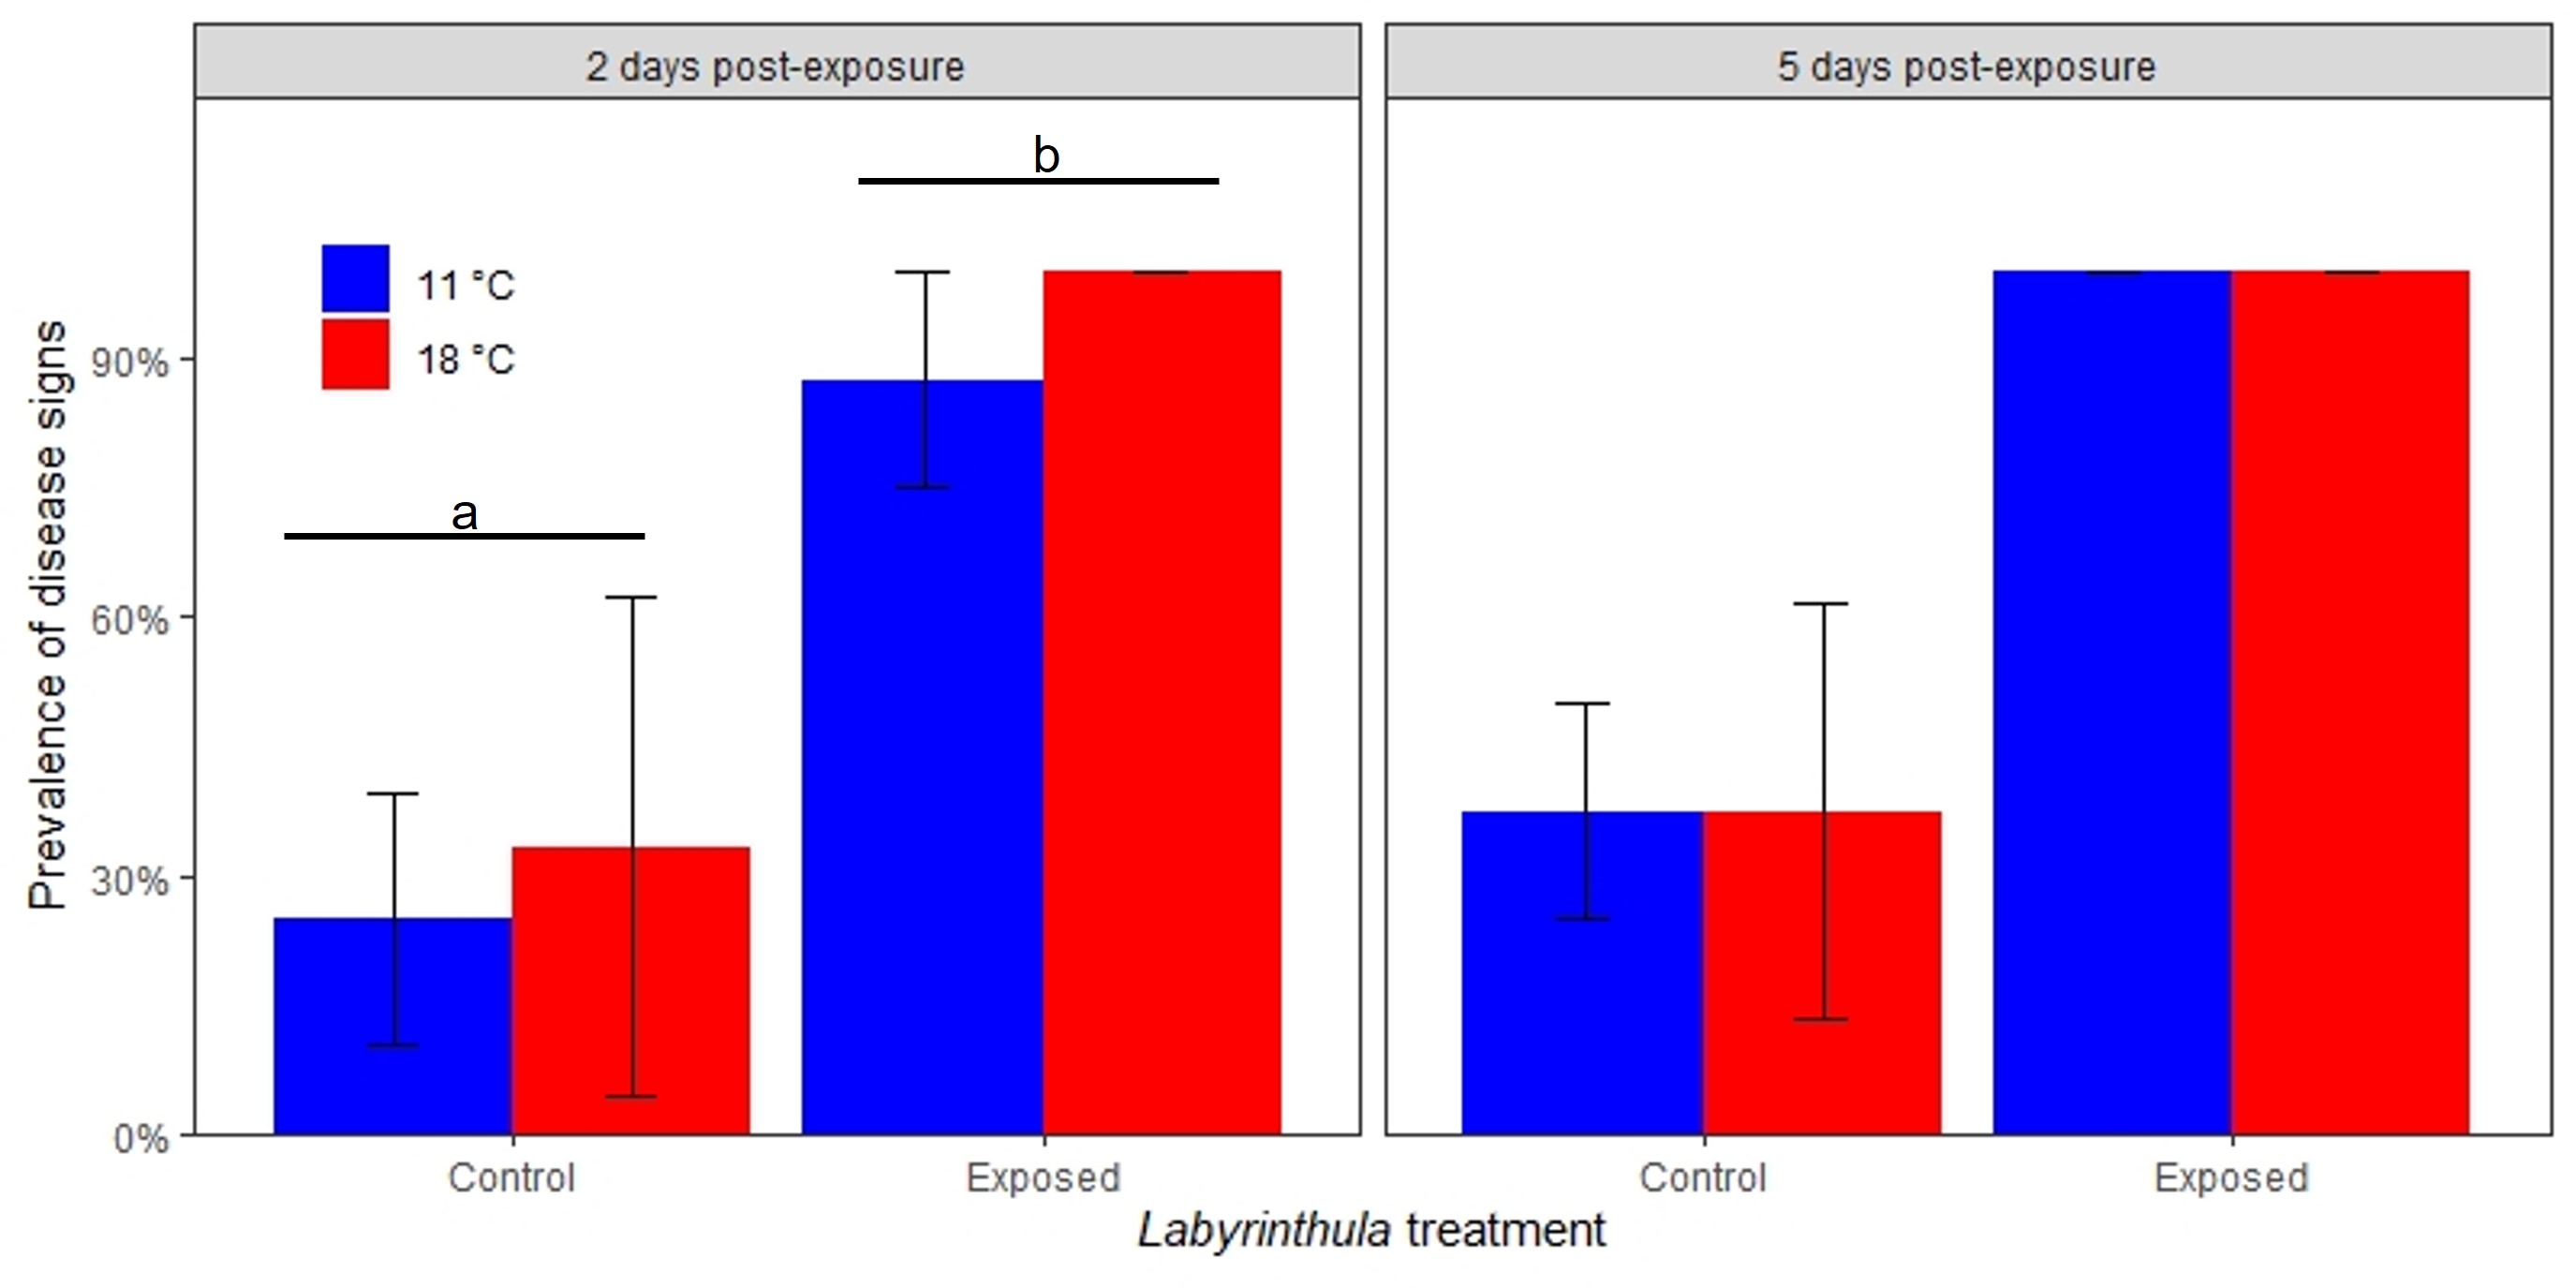 2 days post-exposure
5 days post-exposure
b
11 °C
18 °C
a
Prevalence of disease signs
90%
60%
30%
0%
Control
Exposed
Control
Exposed
Labyrinthula treatment